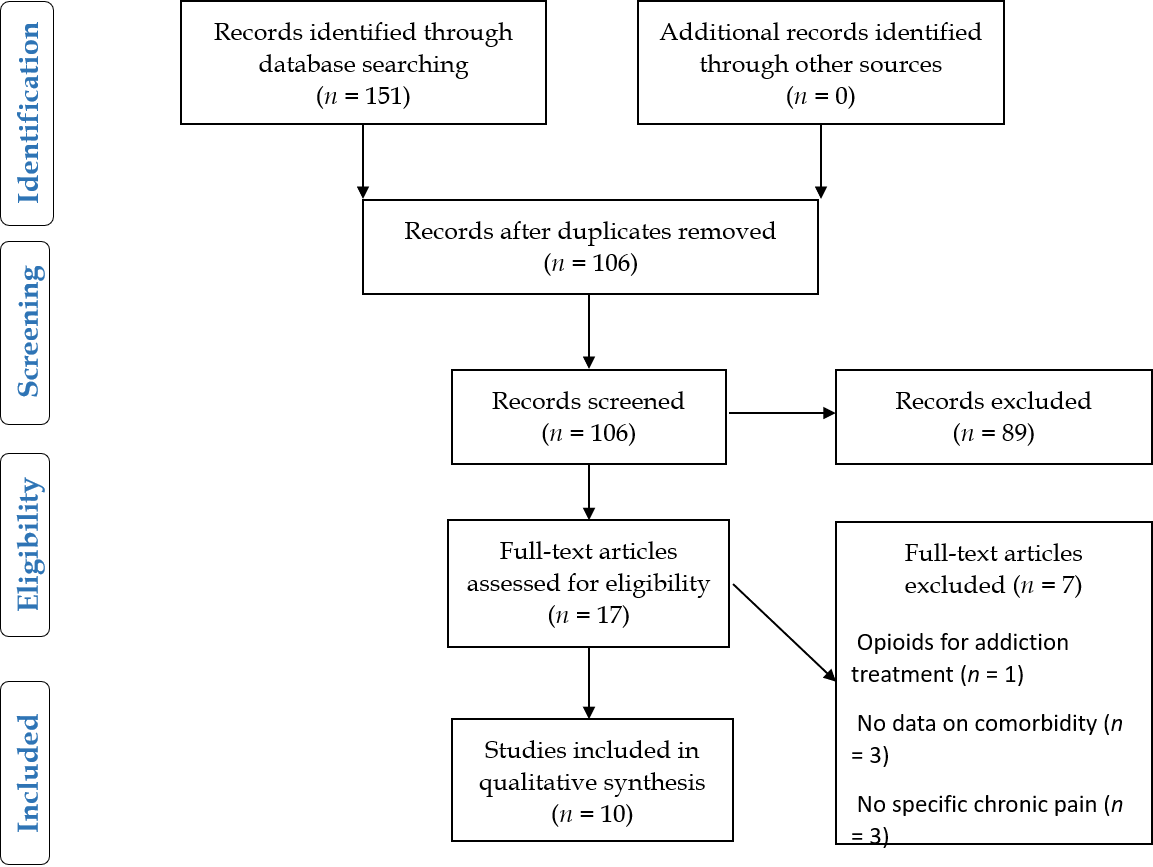 Identification
Records identified through
database searching
(n = 151)
Additional records identified
through other sources
(n = 0)
Records after duplicates removed
(n = 106)
Screening
Records screened
(n = 106)
Records excluded
(n = 89)
Eligibility
Full-text articles
assessed for eligibility
(n = 17)
Full-text articles
excluded (n = 7)
Opioids for addiction
treatment (n = 1)
No data on comorbidity (n
= 3)
No specific chronic pain (n
= 3)
Included
Studies included in
qualitative synthesis
(n = 10)